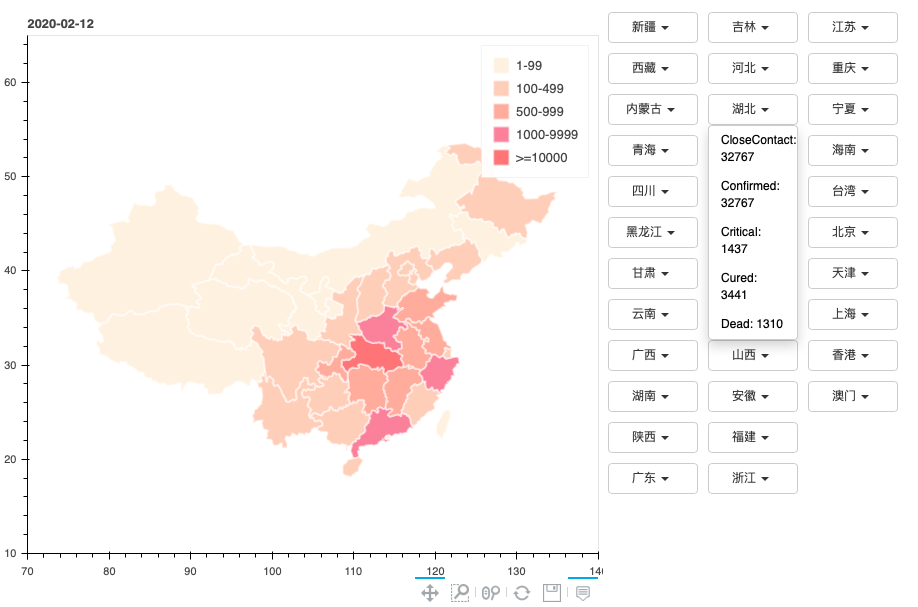 2020-02-12
60
50
40
30
20
10
70 80 90 100 110 120 130 140
1-99
100-499
500-999
1000-9999
>=10000
新疆 吉林 江苏
西藏 河北 重庆
内蒙古 湖北 宁夏
CloseContact:
32767
Confirmed:
32767
Critical:
1437
Cured:
3441
Dead: 1310
青海 海南
四川 台湾
黑龙江 北京
甘肃 天津
云南 上海
广西 山西 香港
湖南 安徽 澳门
陕西 福建
广东 浙江